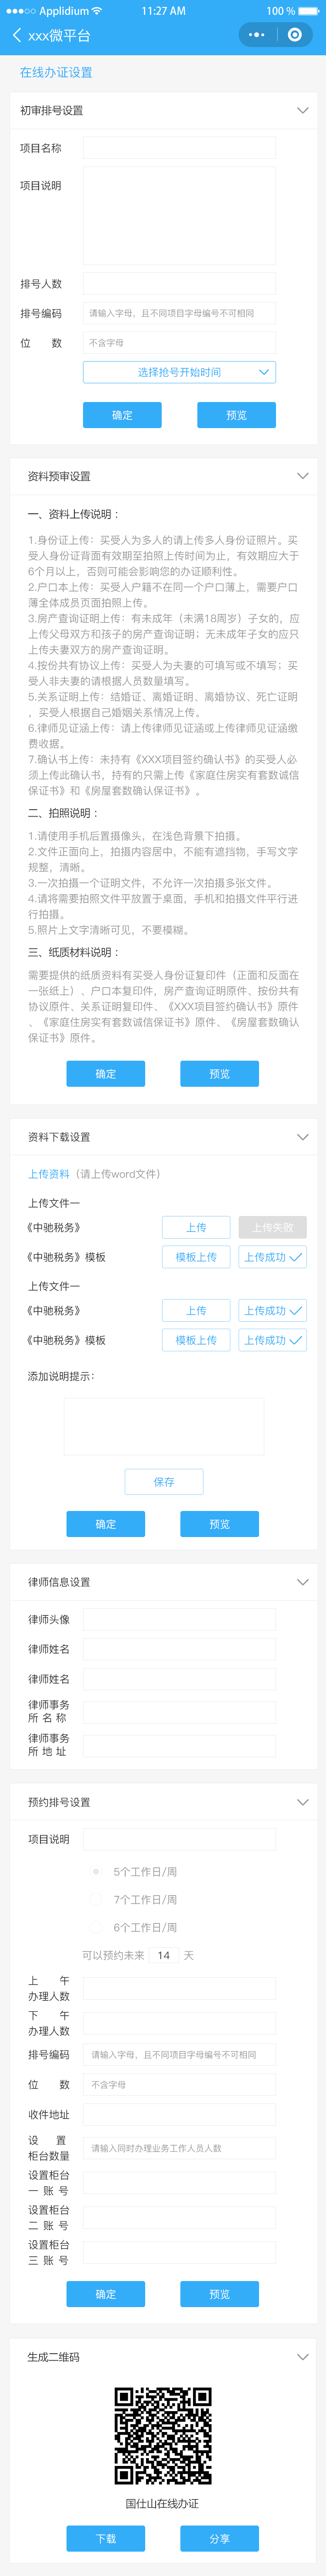 Applidium 11:27 AM 100 %
xxx微平台
在线办证设置
初审排号设置
项目名称
项目说明
排号人数
排号编码 请输入字母，且不同项目字母编号不可相同
位 数 不含字母
选择抢号开始时间
确定 预览
资料预审设置
一、资料上传说明：
1.身份证上传：买受人为多人的请上传多人身份证照片。买
受人身份证背面有效期至拍照上传时间为止，有效期应大于
6个月以上，否则可能会影响您的办证顺利性。
2.户口本上传：买受人户籍不在同一个户口薄上，需要户口
薄全体成员页面拍照上传。
3.房产查询证明上传：有未成年（未满18周岁）子女的，应
上传父母双方和孩子的房产查询证明；无未成年子女的应只
上传夫妻双方的房产查询证明。
4.按份共有协议上传：买受人为夫妻的可填写或不填写；买
受人非夫妻的请根据人员数量填写。
5.关系证明上传：结婚证、离婚证明、离婚协议、死亡证明
，买受人根据自己婚姻关系情况上传。
6.律师见证涵上传：请上传律师见证涵或上传律师见证涵缴
费收据。
7.确认书上传：未持有《XXX项目签约确认书》的买受人必
须上传此确认书，持有的只需上传《家庭住房实有套数诚信
保证书》和《房屋套数确认保证书》。
二、拍照说明：
1.请使用手机后置摄像头，在浅色背景下拍摄。
2.文件正面向上，拍摄内容居中，不能有遮挡物，手写文字
规整，清晰。
3.一次拍摄一个证明文件，不允许一次拍摄多张文件。
4.请将需要拍照文件平放置于桌面，手机和拍摄文件平行进
行拍摄。
5.照片上文字清晰可见，不要模糊。
三、纸质材料说明：
需要提供的纸质资料有买受人身份证复印件（正面和反面在
一张纸上）、户口本复印件，房产查询证明原件、按份共有
协议原件、关系证明复印件、《XXX项目签约确认书》原件
、《家庭住房实有套数诚信保证书》原件、《房屋套数确认
保证书》原件。
确定 预览
资料下载设置
上传资料（请上传word文件）
上传文件一
《中驰税务》 上传 上传失败
《中驰税务》模板 模板上传 上传成功
上传文件一
《中驰税务》 上传 上传成功
《中驰税务》模板 模板上传 上传成功
添加说明提示：
保存
确定 预览
律师信息设置
律师头像
律师姓名
律师姓名
律师事务
所 名 称
律师事务
所 地 址
预约排号设置
项目说明
5个工作日/周
7个工作日/周
6个工作日/周
可以预约未来 14 天
上 午
办理人数
下 午
办理人数
排号编码 请输入字母，且不同项目字母编号不可相同
位 数 不含字母
收件地址
设 置
柜台数量 请输入同时办理业务工作人员人数
设置柜台
一 账 号
设置柜台
二 账 号
设置柜台
三 账 号
确定 预览
生成二维码
国仕山在线办证
下载 分享